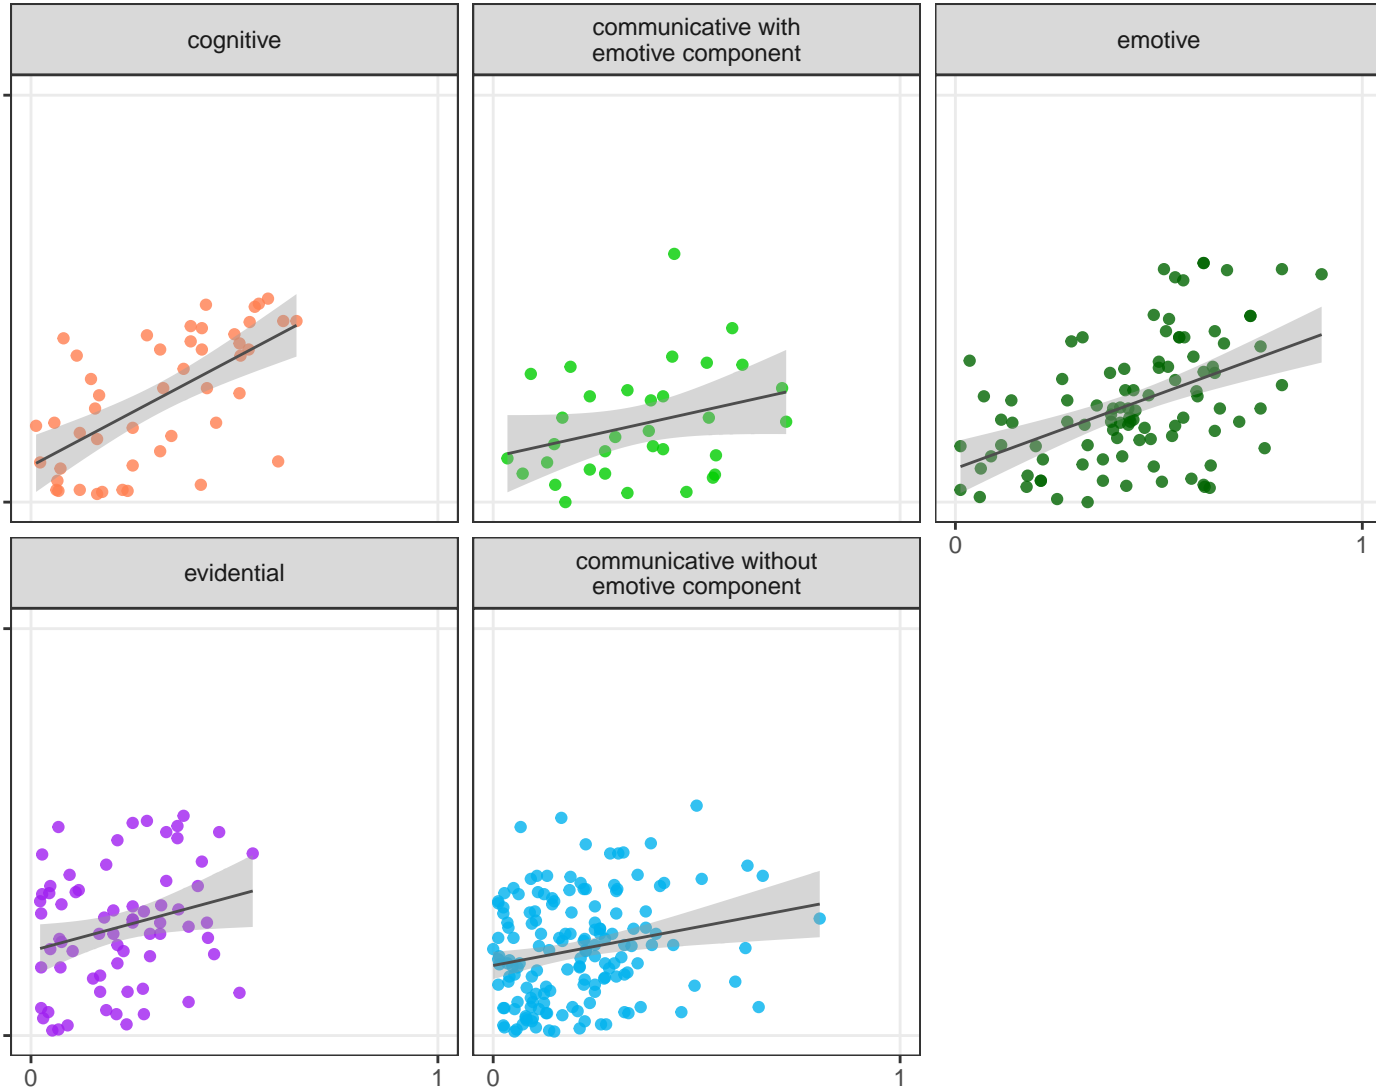 cognitive
communicative with
emotive component
emotive
0
1
evidential
communicative without
emotive component
0
1
0
1